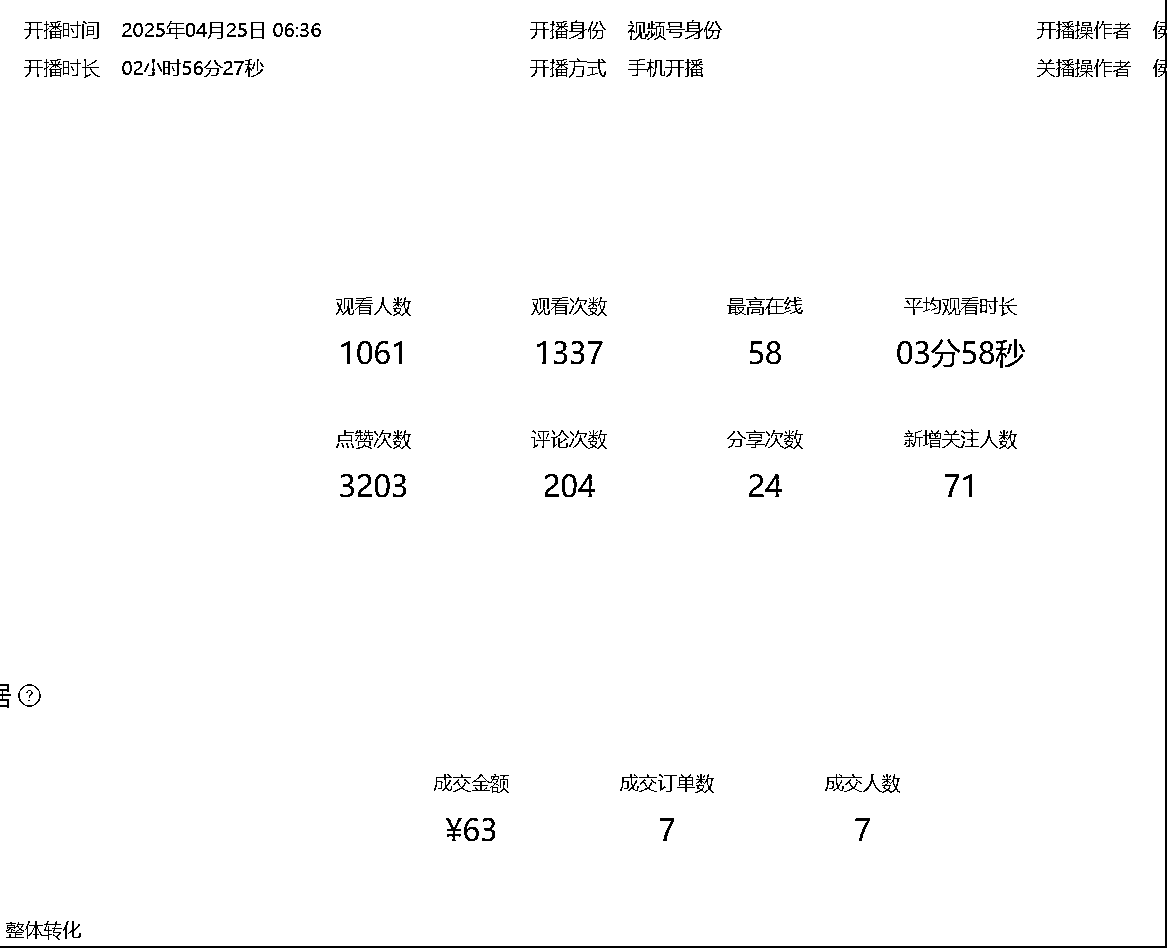 开播时间 2025年04月25日 06:36 开播身份 视频号身份 开播操作者
开播时长 02小时56分27秒 开播方式 手机开播 关播操作者
观看人数 观看次数 最高在线 平均观看时长
1061 1337 58 03分58秒
点赞次数 评论次数 分享次数 新增关注人数
3203 204 24 71
?
成交金额 成交订单数 成交人数
¥63 7 7
整体转化